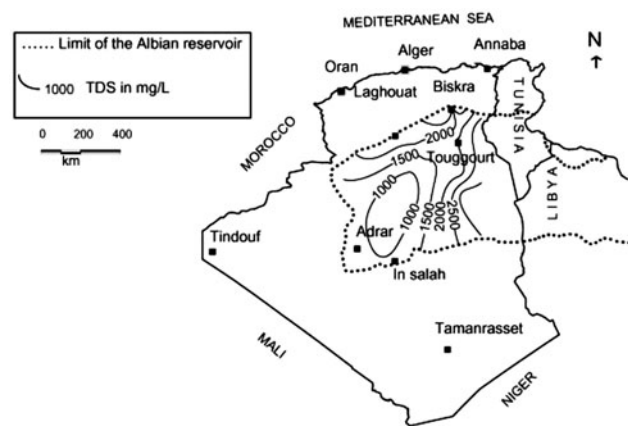 MEDITERRANEAN SEA
Limit of the Albian reservoir
1000 TDS in mg/L
0 200 400
km
N
Alger
Annaba
Oran
Biskra
Laghouat
TUNISIA
MOROCCO
2000
1500
Touggourt
1000
1000
1500
2000
2500
LIBYA
Tindouf
Adrar
In salah
Tamanrasset
MALI
NIGER